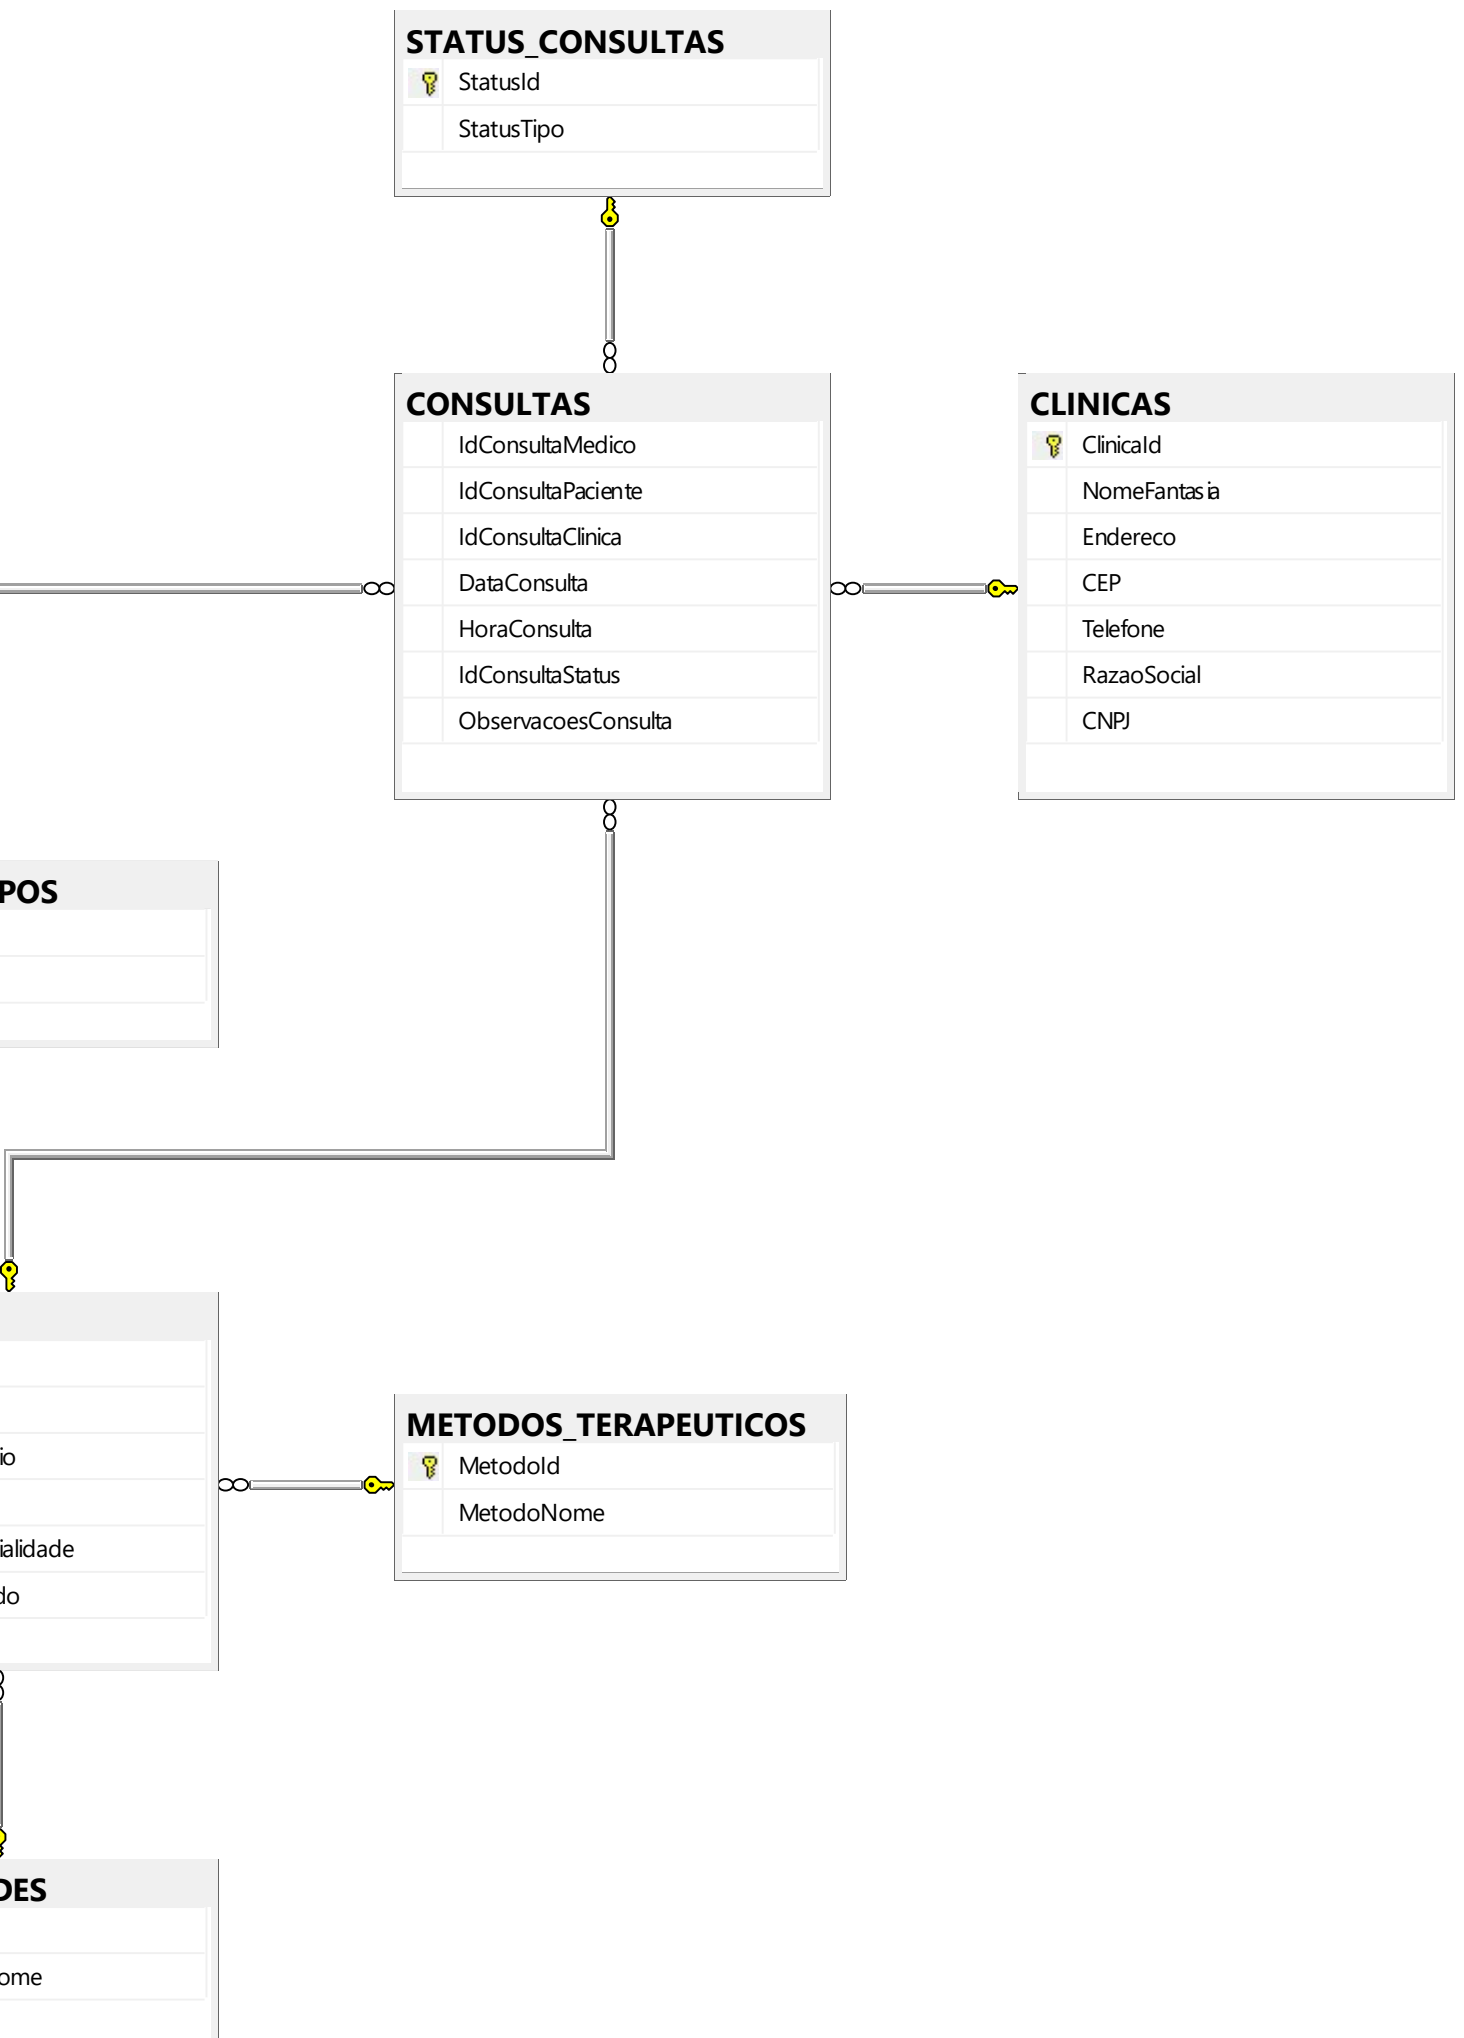 STATUS_CONSULTAS
StatusId
StatusTipo
CONSULTAS
IdConsultaMedico
IdConsultaPaciente
IdConsultaClinica
DataConsulta
HoraConsulta
IdConsultaStatus
ObservacoesConsulta
CLINICAS
ClinicaId
NomeFantasia
Endereco
CEP
Telefone
RazaoSocial
CNPJ
POS
io
ialidade
do
METODOS_TERAPEUTICOS
MetodoId
MetodoNome
DES
ome